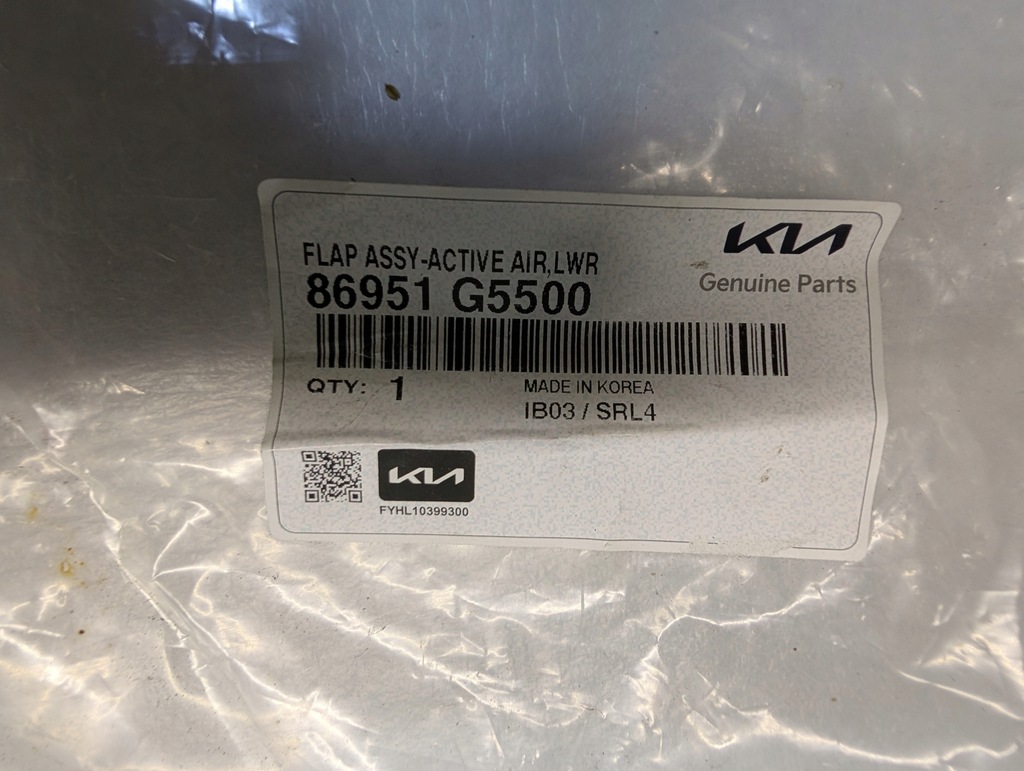 KIA
Genuine Parts
FLAP ASSY-ACTIVE AIR,LWR
86951 G5500
QTY: 1
MADE IN KOREA
IB03 / SRL4
KIA
FYHL10399300